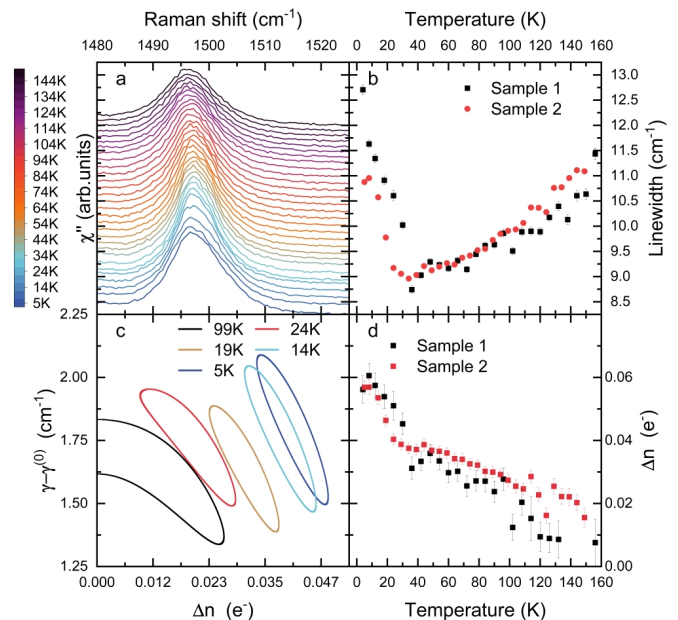 Raman shift (cm⁻¹)
1480 1490 1500 1510 1520
Temperature (K)
0 20 40 60 80 100 120 140 160
a
144K
134K
124K
114K
104K
94K
84K
74K
64K
54K
44K
34K
24K
14K
5K
χ'' (arb.units)
b
Sample 1
Sample 2
13.0
12.5
12.0
11.5
11.0
10.5
10.0
9.5
9.0
8.5
Linewidth (cm⁻¹)
c
99K 24K
19K 14K
5K
2.25
2.00
1.75
1.50
1.25
γ–γ⁽⁰⁾ (cm⁻¹)
0.000 0.012 0.023 0.035 0.047
Δn (e⁻)
d
Sample 1
Sample 2
0.06
0.04
0.02
0.00
Δn (e⁻)
0 20 40 60 80 100 120 140 160
Temperature (K)